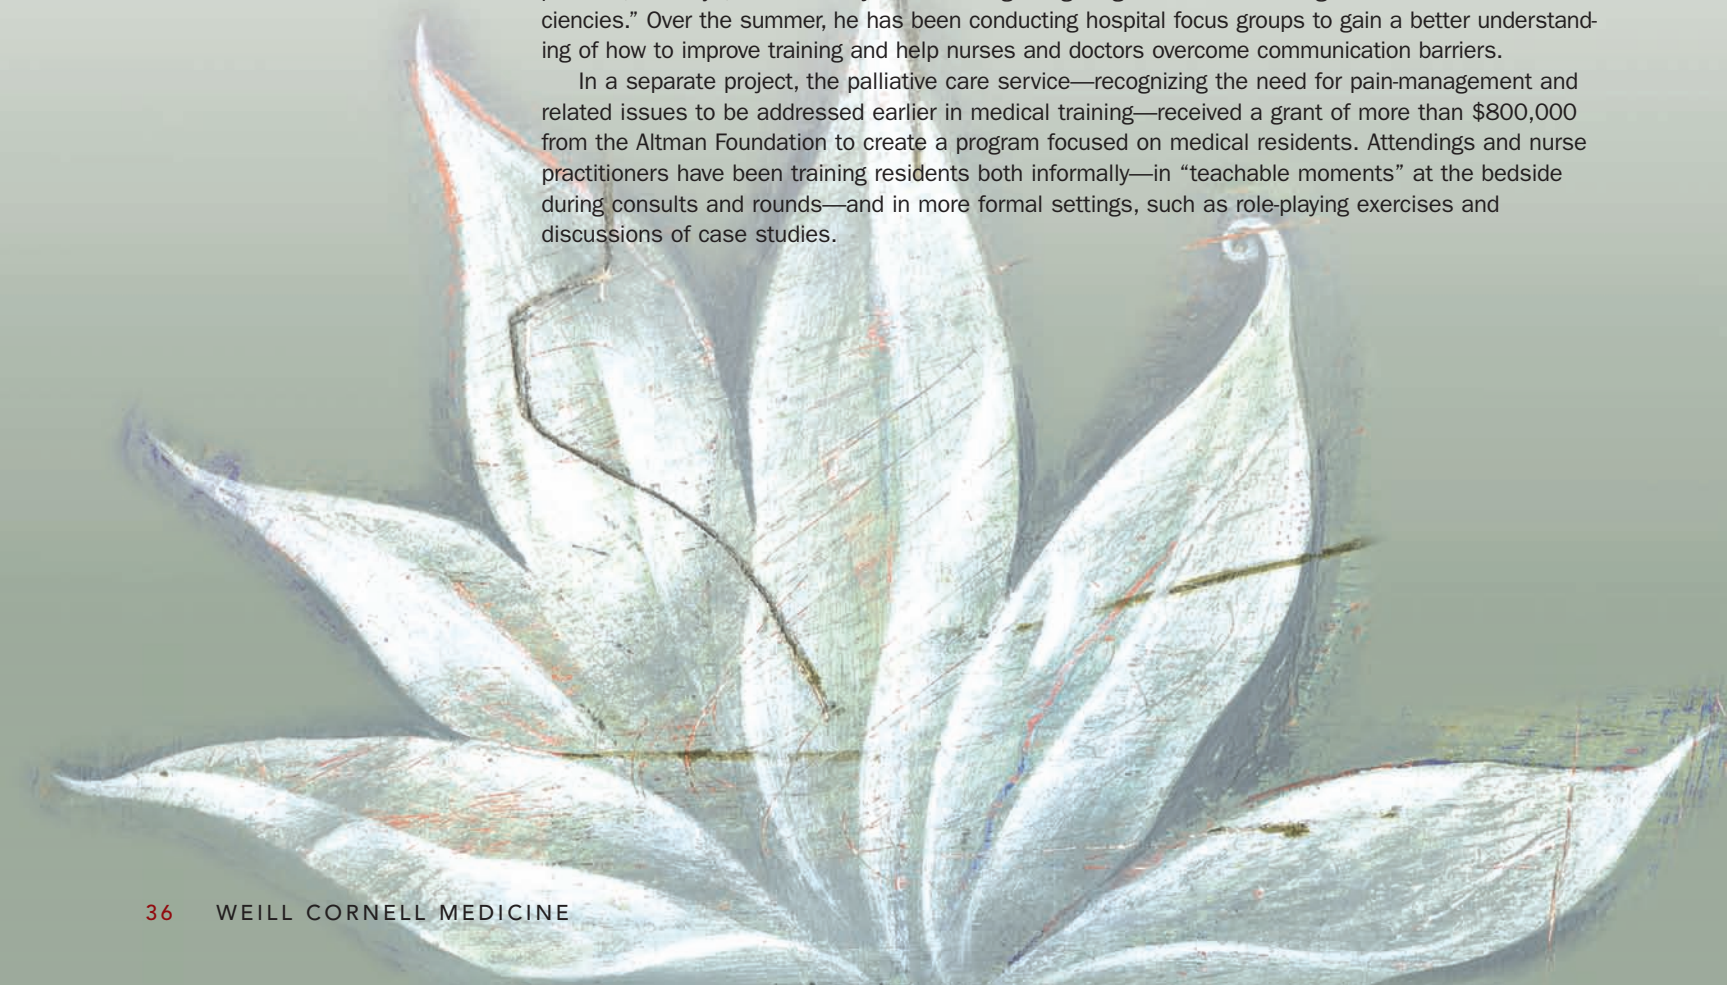 ciencies.” Over the summer, he has been conducting hospital focus groups to gain a better understand-
ing of how to improve training and help nurses and doctors overcome communication barriers.
In a separate project, the palliative care service—recognizing the need for pain-management and
related issues to be addressed earlier in medical training—received a grant of more than $800,000
from the Altman Foundation to create a program focused on medical residents. Attendings and nurse
practitioners have been training residents both informally—in “teachable moments” at the bedside
during consults and rounds—and in more formal settings, such as role-playing exercises and
discussions of case studies.
36 WEILL CORNELL MEDICINE